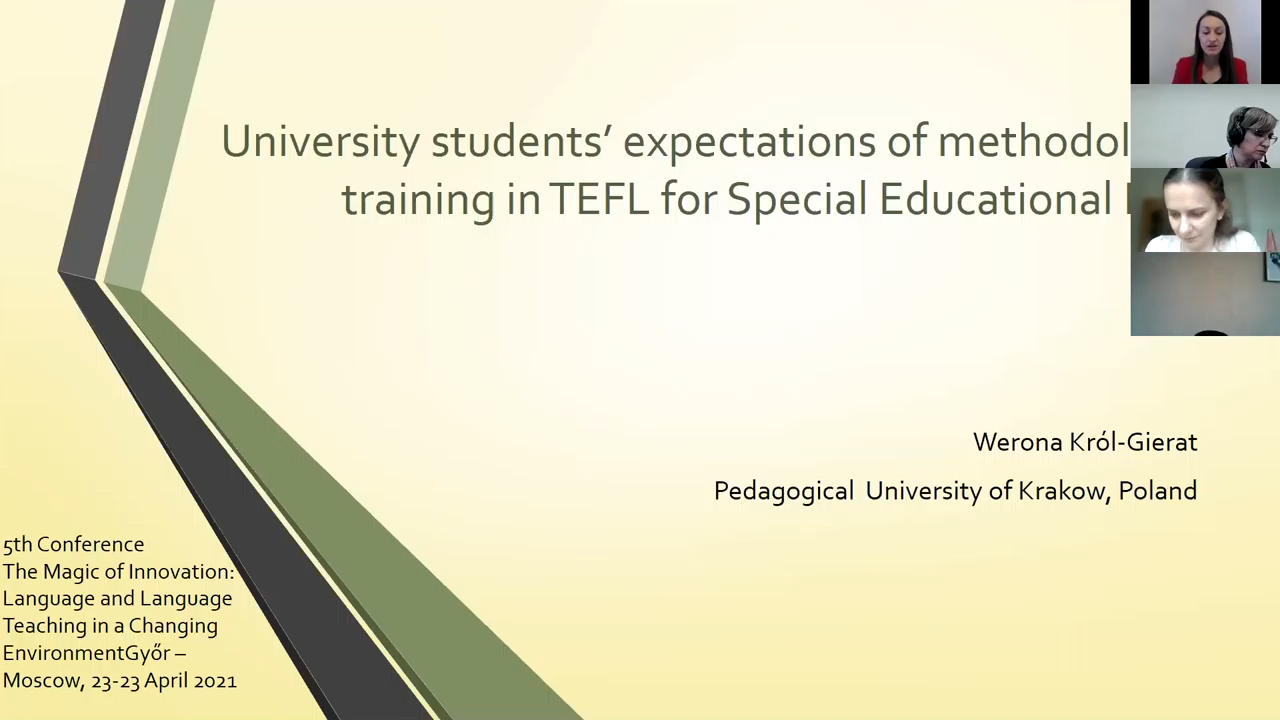 University students’ expectations of
training in TEFL for Special Educational
Werona Król-Gierat
Pedagogical University of Krakow, Poland
5th Conference
The Magic of Innovation:
Language and Language
Teaching in a Changing
EnvironmentGyőr –
Moscow, 23-23 April 2021